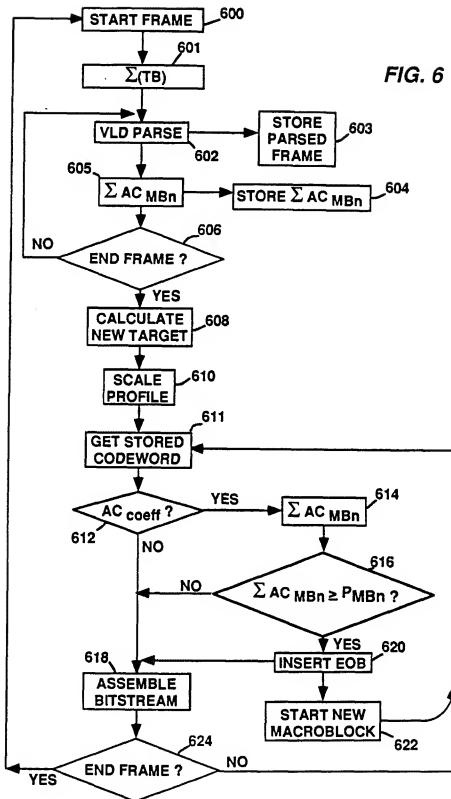 START FRAME
600
601
Σ(TB)
FIG. 6
VLD PARSE
602
STORE
PARSED
FRAME
603
605
Σ AC MBn
STORE Σ AC MBn
604
606
NO
END FRAME ?
YES
CALCULATE
NEW TARGET
608
SCALE
PROFILE
610
611
GET STORED
CODEWORD
AC coeff ?
612
YES
NO
Σ AC MBn
614
616
Σ AC MBn ≥ PMBn ?
NO
YES
INSERT EOB
620
618
ASSEMBLE
BITSTREAM
START NEW
MACROBLOCK
622
624
END FRAME ?
YES
NO